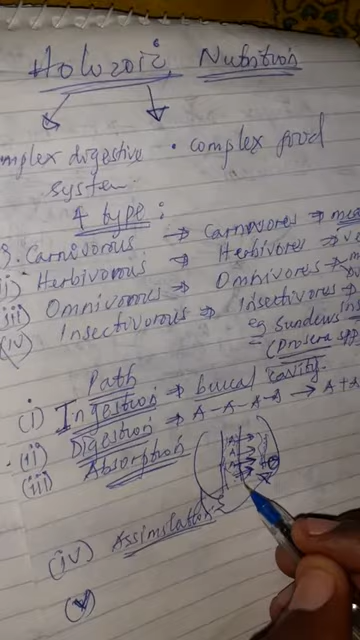 Holozoic Nutrition
mplex digestive • complex food
system
4 type:
Carnivorous → Carnivores →
ii) Herbivorous → Herbivores →
iii) Omnivorous → Omnivores →
(iv) Insectivorous → Insectivores →
eg Sundews
(Drosera spp
Path
(i) Ingestion → buccal cavity.
(ii) Digestion → A-A-A-A → A+A
(iii) Absorption
(iv) Assimilation
(v)